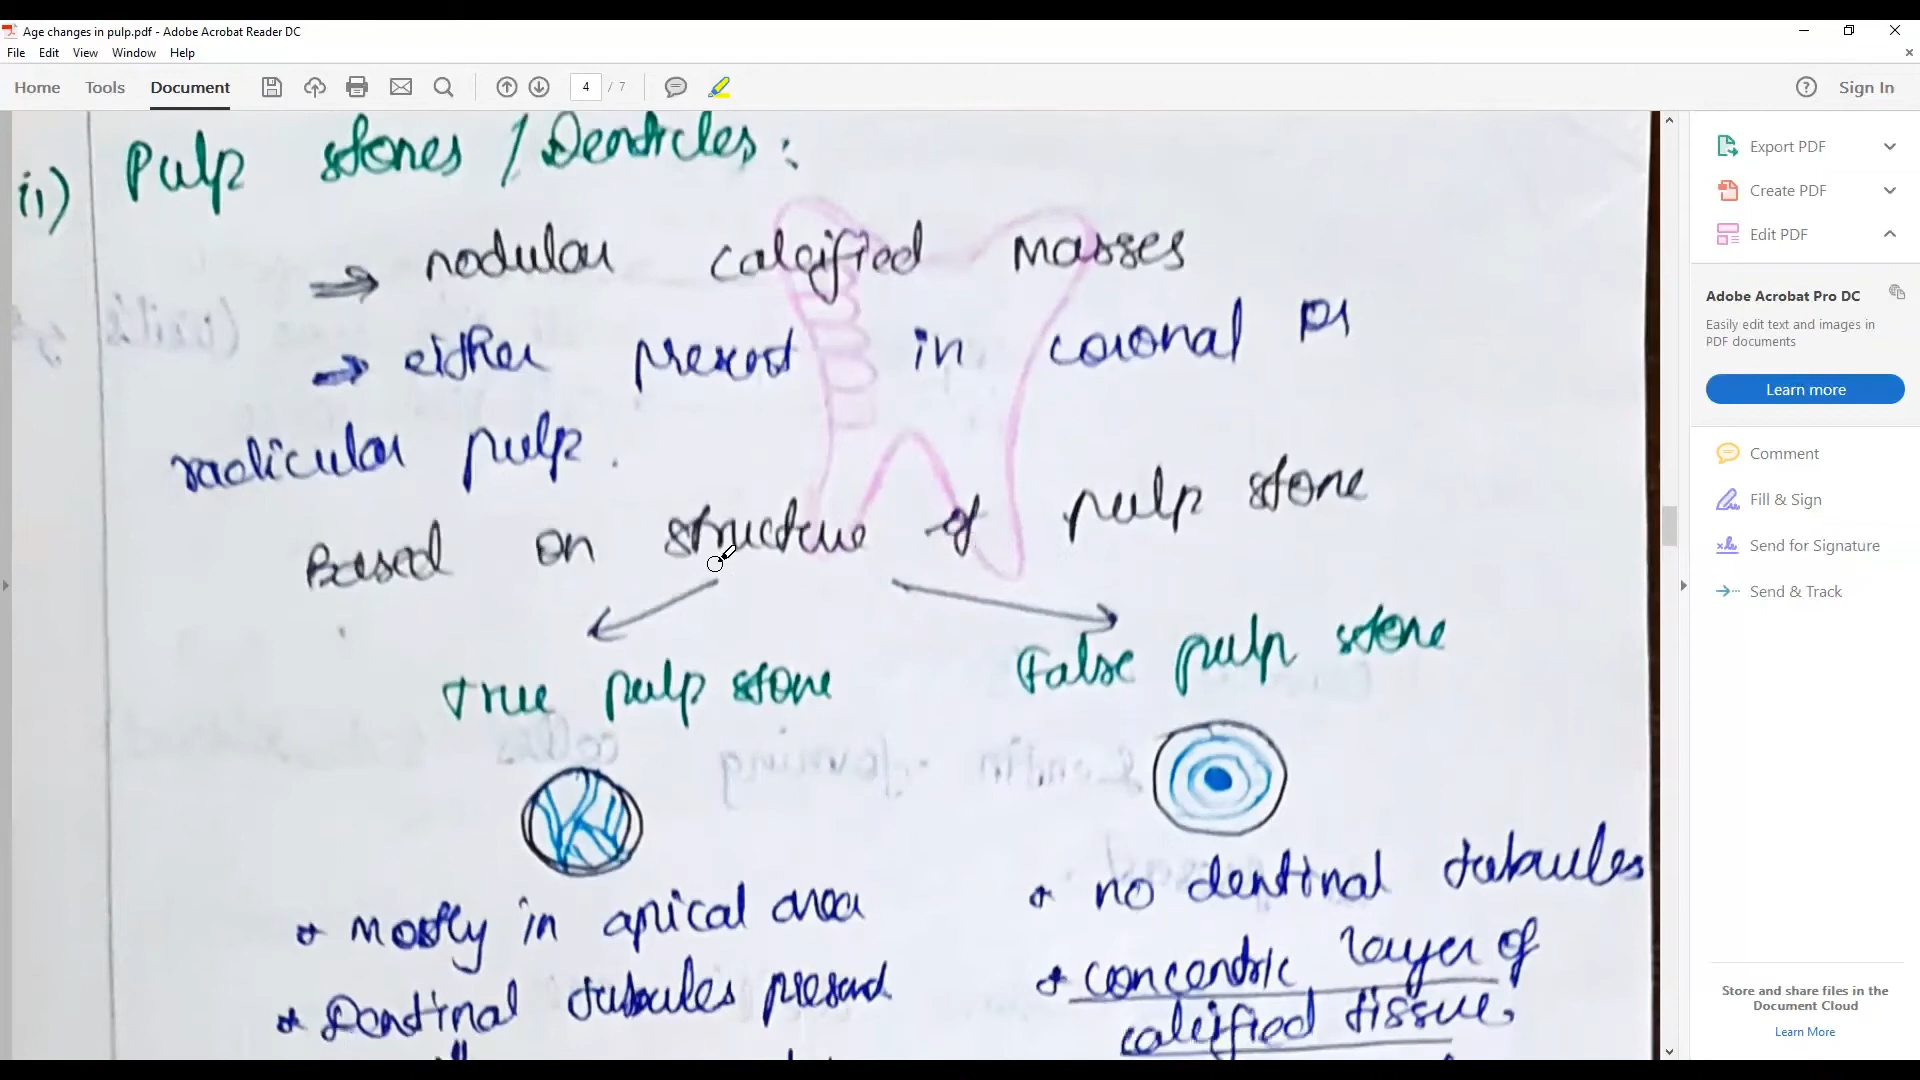 Age changes in pulp.pdf - Adobe Acrobat Reader DC
File Edit View Window Help
Home Tools Document 4 / 7 Sign In
ii) Pulp stones / Denticles :
⇒ nodular calcified masses
→ either present in coronal or
radicular pulp .
Based on structure of pulp stone
True pulp stone
False pulp stone
* mostly in apical area
* Dentinal tubules present
* no dentinal tubules
* concentric layer of
calcified tissue.
Export PDF
Create PDF
Edit PDF
Adobe Acrobat Pro DC
Easily edit text and images in
PDF documents
Learn more
Comment
Fill & Sign
Send for Signature
Send & Track
Store and share files in the
Document Cloud
Learn More